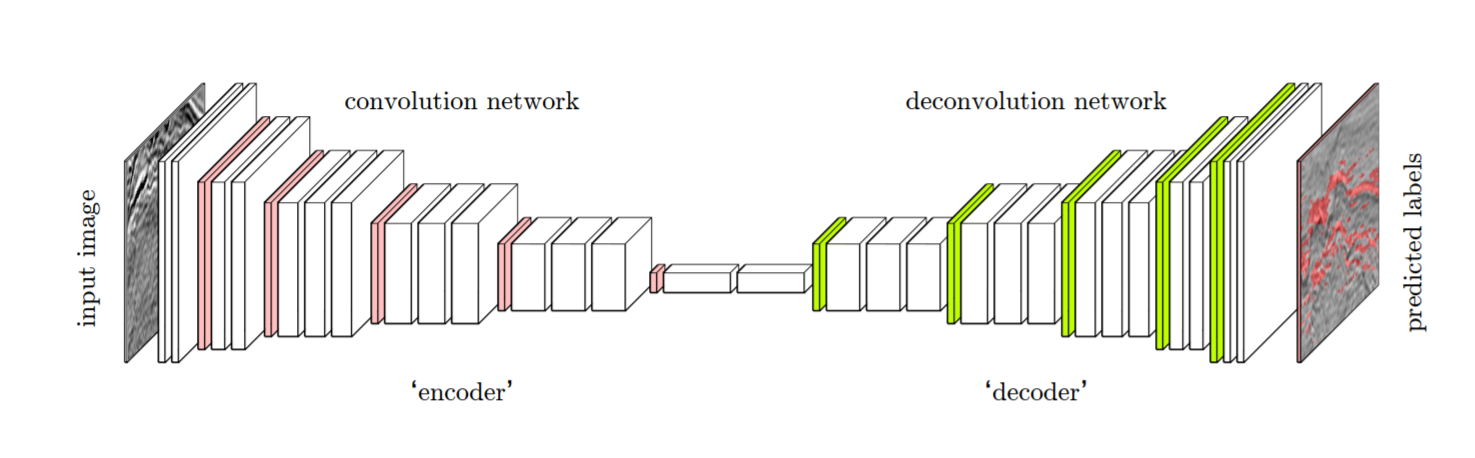 convolution network
deconvolution network
input image
predicted labels
‘encoder’
‘decoder’